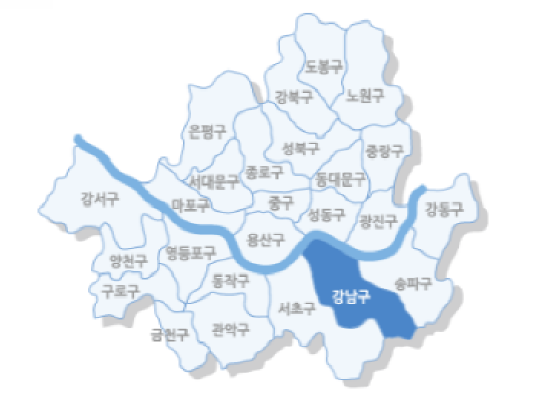 도봉구
강북구
노원구
은평구
성북구
중랑구
종로구
서대문구
동대문구
강서구
마포구
중구
성동구
광진구
강동구
용산구
양천구
영등포구
동작구
송파구
구로구
강남구
서초구
금천구
관악구